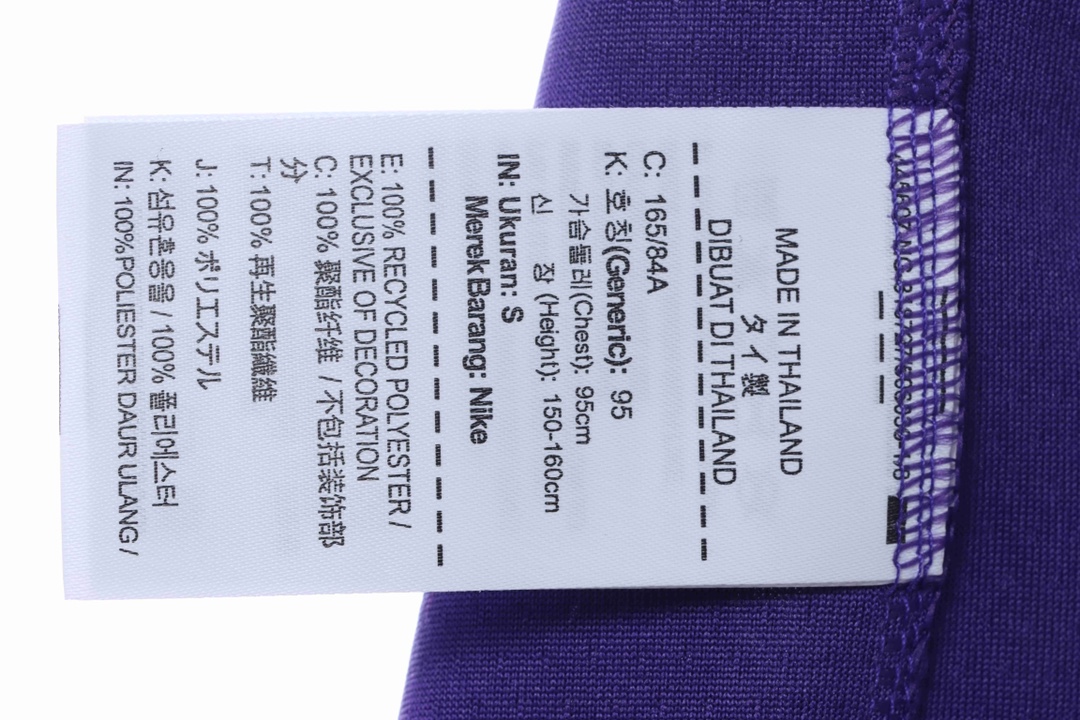 MADE IN THAILAND
タイ製
DIBUAT DI THAILAND
C: 165/84A
K: 호 칭(Generic): 95
가슴둘레(Chest): 95cm
신 장 (Height): 150-160cm
IN: Ukuran: S
Merek Barang: Nike
E: 100% RECYCLED POLYESTER /
EXCLUSIVE OF DECORATION
C: 100% 聚酯纤维 / 不包括装饰部
分
T: 100% 再生聚酯纖維
J: 100% ポリエステル
K: 섬유혼용율 / 100% 폴리에스터
IN: 100%POLIESTER DAUR ULANG /